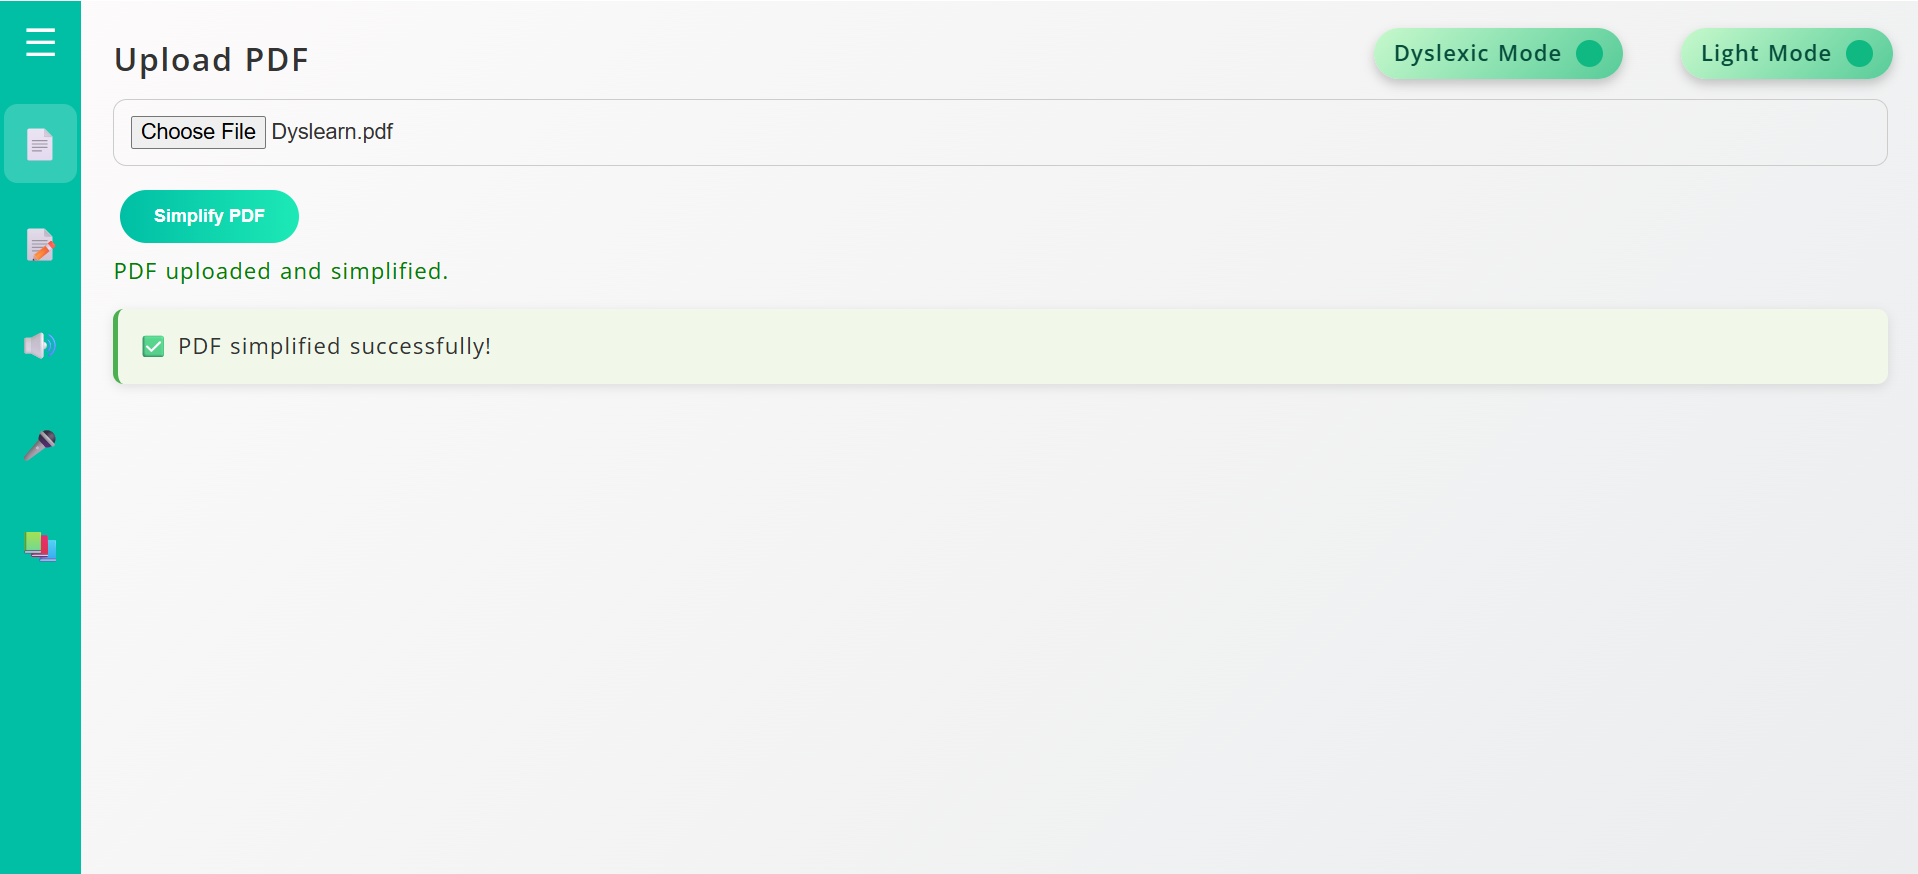 Upload PDF
Dyslexic Mode
Light Mode
Choose File Dyslearn.pdf
Simplify PDF
PDF uploaded and simplified.
✅ PDF simplified successfully!